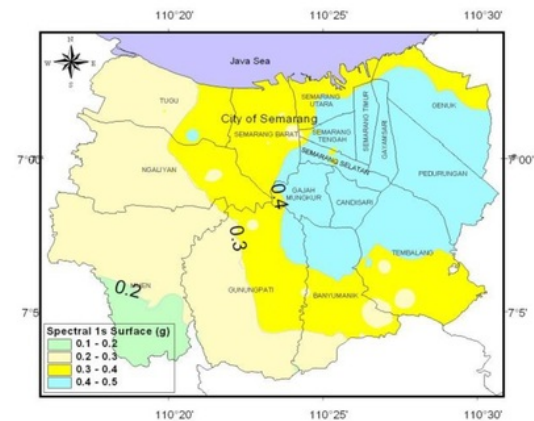 110°20' 110°25' 110°30'
N
W E
S
Java Sea
TUGU
SEMARANG
UTARA
GENUK
City of Semarang
SEMARANG BARAT
SEMARANG
TENGAH
SEMARANG TIMUR
GAYAMSARI
7°00' 7°00'
SEMARANG SELATAN
NGALIYAN
PEDURUNGAN
0.4
GAJAH
MUNGKUR
CANDISARI
0.3
TEMBALANG
0.2
GUNUNGPATI
BANYUMANIK
7°5' 7°5'
Spectral 1s Surface (g)
0.1 - 0.2
0.2 - 0.3
0.3 - 0.4
0.4 - 0.5
110°20' 110°25' 110°30'